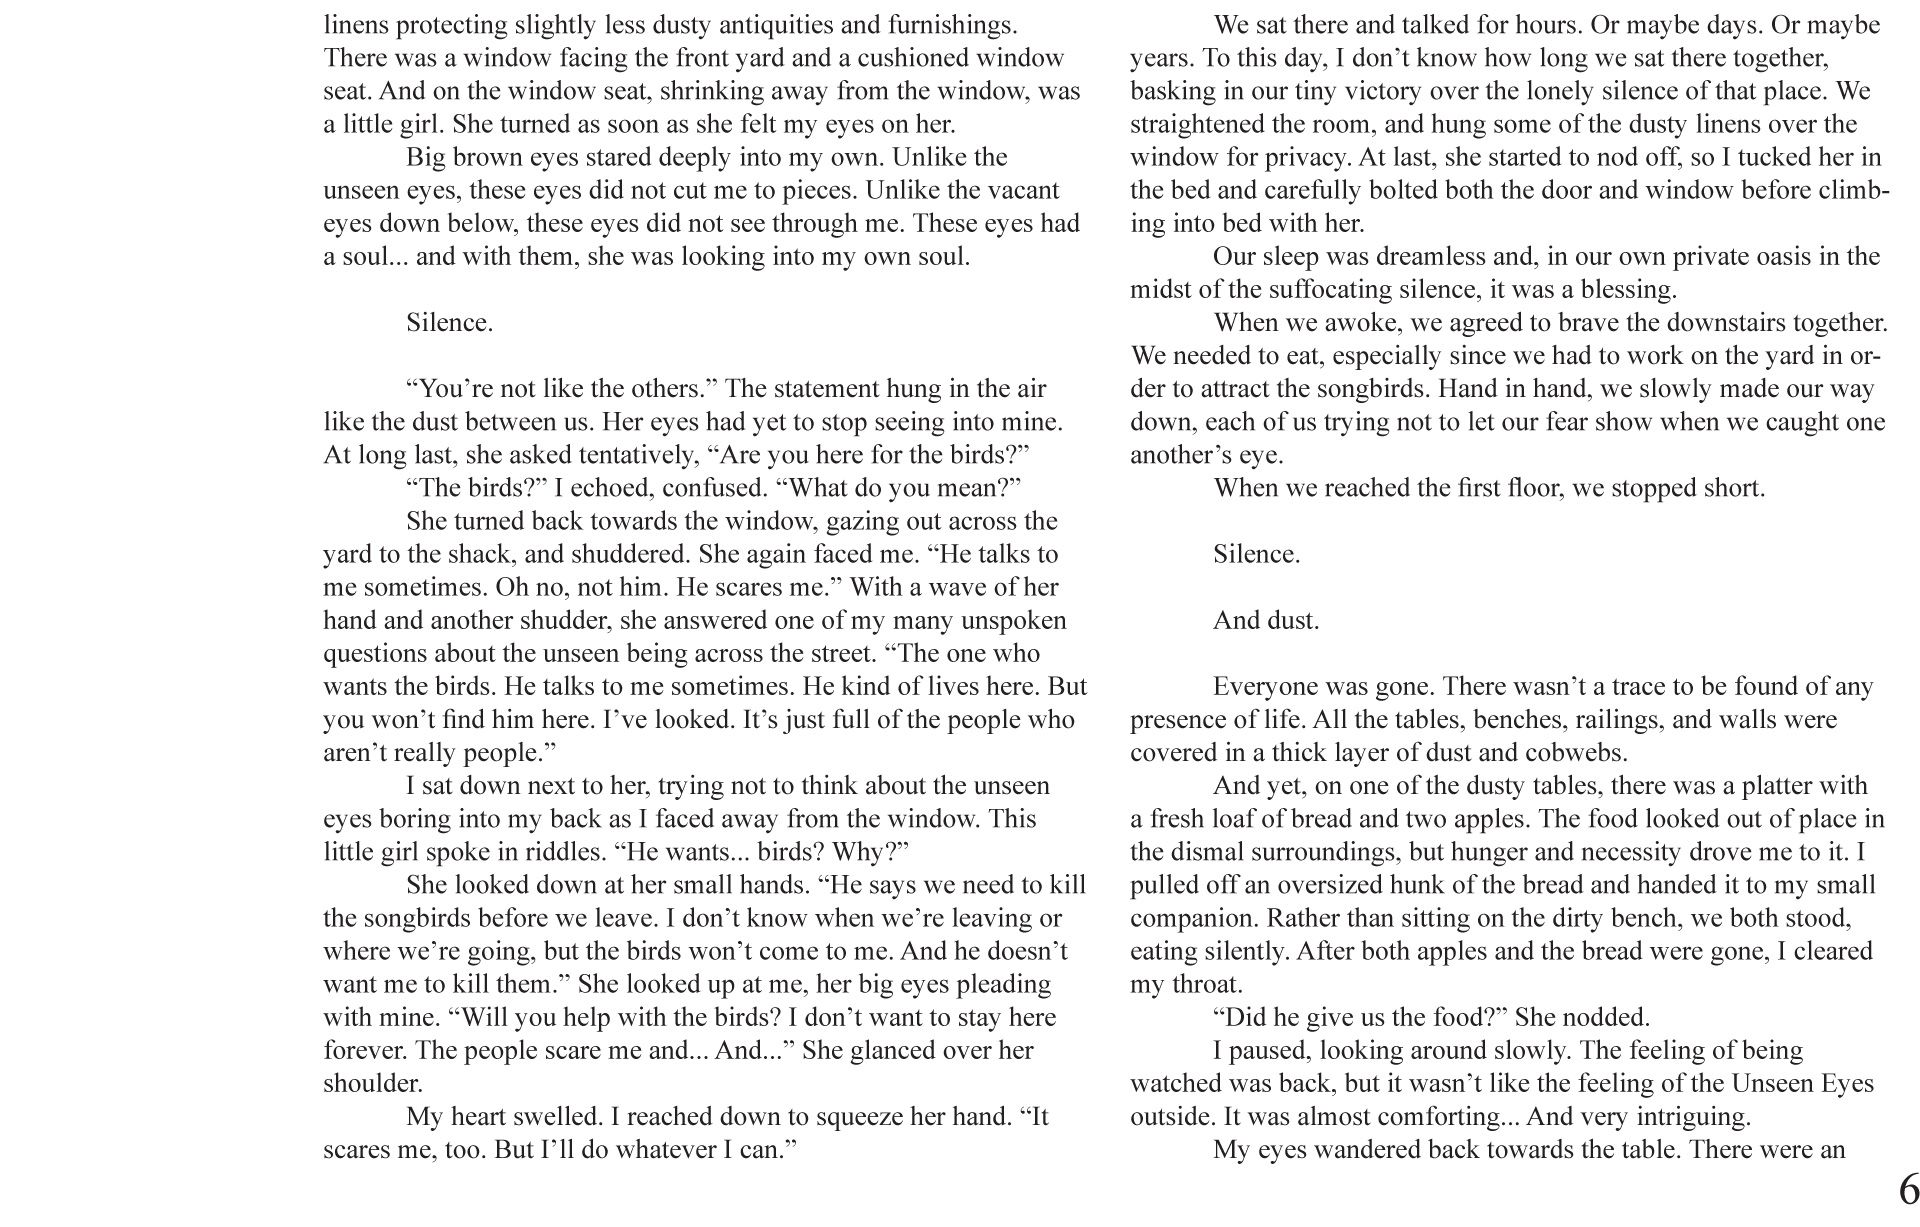 linens protecting slightly less dusty antiquities and furnishings.
There was a window facing the front yard and a cushioned window
seat. And on the window seat, shrinking away from the window, was
a little girl. She turned as soon as she felt my eyes on her.
Big brown eyes stared deeply into my own. Unlike the
unseen eyes, these eyes did not cut me to pieces. Unlike the vacant
eyes down below, these eyes did not see through me. These eyes had
a soul... and with them, she was looking into my own soul.
Silence.
“You’re not like the others.” The statement hung in the air
like the dust between us. Her eyes had yet to stop seeing into mine.
At long last, she asked tentatively, “Are you here for the birds?”
“The birds?” I echoed, confused. “What do you mean?”
She turned back towards the window, gazing out across the
yard to the shack, and shuddered. She again faced me. “He talks to
me sometimes. Oh no, not him. He scares me.” With a wave of her
hand and another shudder, she answered one of my many unspoken
questions about the unseen being across the street. “The one who
wants the birds. He talks to me sometimes. He kind of lives here. But
you won’t find him here. I’ve looked. It’s just full of the people who
aren’t really people.”
I sat down next to her, trying not to think about the unseen
eyes boring into my back as I faced away from the window. This
little girl spoke in riddles. “He wants... birds? Why?”
She looked down at her small hands. “He says we need to kill
the songbirds before we leave. I don’t know when we’re leaving or
where we’re going, but the birds won’t come to me. And he doesn’t
want me to kill them.” She looked up at me, her big eyes pleading
with mine. “Will you help with the birds? I don’t want to stay here
forever. The people scare me and... And...” She glanced over her
shoulder.
My heart swelled. I reached down to squeeze her hand. “It
scares me, too. But I’ll do whatever I can.”
We sat there and talked for hours. Or maybe days. Or maybe
years. To this day, I don’t know how long we sat there together,
basking in our tiny victory over the lonely silence of that place. We
straightened the room, and hung some of the dusty linens over the
window for privacy. At last, she started to nod off, so I tucked her in
the bed and carefully bolted both the door and window before climb-
ing into bed with her.
Our sleep was dreamless and, in our own private oasis in the
midst of the suffocating silence, it was a blessing.
When we awoke, we agreed to brave the downstairs together.
We needed to eat, especially since we had to work on the yard in or-
der to attract the songbirds. Hand in hand, we slowly made our way
down, each of us trying not to let our fear show when we caught one
another’s eye.
When we reached the first floor, we stopped short.
Silence.
And dust.
Everyone was gone. There wasn’t a trace to be found of any
presence of life. All the tables, benches, railings, and walls were
covered in a thick layer of dust and cobwebs.
And yet, on one of the dusty tables, there was a platter with
a fresh loaf of bread and two apples. The food looked out of place in
the dismal surroundings, but hunger and necessity drove me to it. I
pulled off an oversized hunk of the bread and handed it to my small
companion. Rather than sitting on the dirty bench, we both stood,
eating silently. After both apples and the bread were gone, I cleared
my throat.
“Did he give us the food?” She nodded.
I paused, looking around slowly. The feeling of being
watched was back, but it wasn’t like the feeling of the Unseen Eyes
outside. It was almost comforting... And very intriguing.
My eyes wandered back towards the table. There were an
6